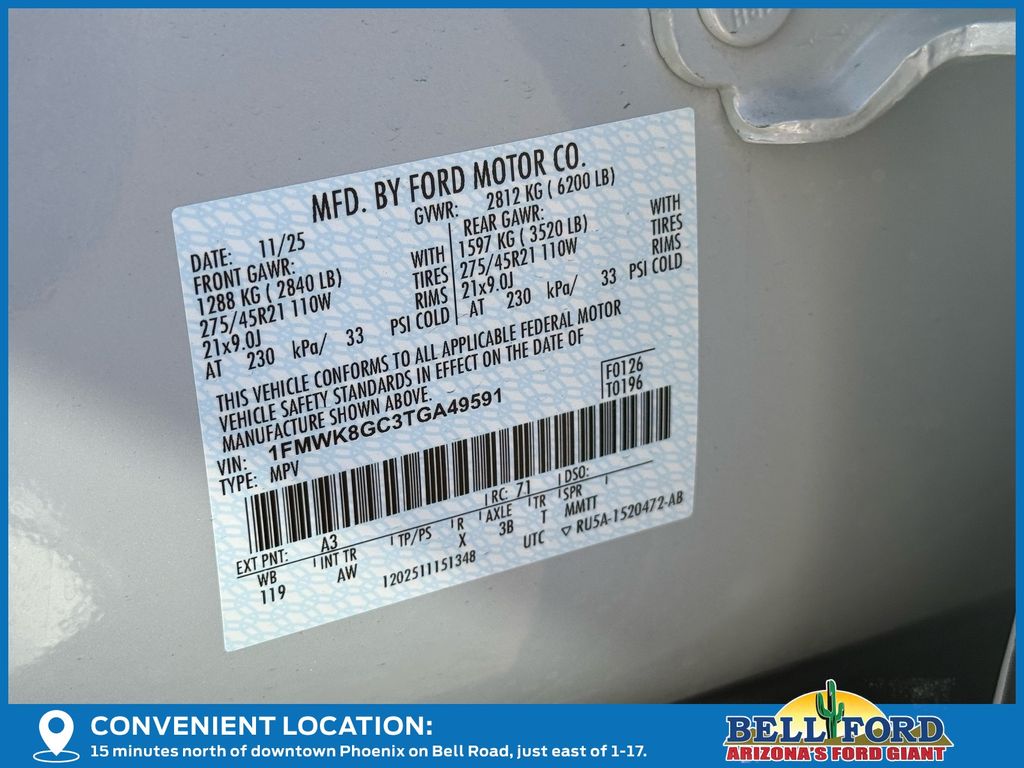 MFD. BY FORD MOTOR CO.
DATE: 11/25
GVWR: 2812 KG ( 6200 LB)
FRONT GAWR:
1288 KG ( 2840 LB)
275/45R21 110W
21x9.0J
AT 230 kPa/ 33 PSI COLD
WITH
TIRES
RIMS
REAR GAWR:
1597 KG ( 3520 LB)
275/45R21 110W
21x9.0J
AT 230 kPa/ 33 PSI COLD
WITH
TIRES
RIMS
THIS VEHICLE CONFORMS TO ALL APPLICABLE FEDERAL MOTOR
VEHICLE SAFETY STANDARDS IN EFFECT ON THE DATE OF
MANUFACTURE SHOWN ABOVE.
F0126
T0196
VIN: 1FMWK8GC3TGA49591
TYPE: MPV
EXT PNT: A3
RC: 71
DSO:
WB
INT TR
TP/PS
R
AXLE
TR
SPR
119
AW
X
3B
T
MMTT
1202511151348
UTC
▽ RU5A-1520472-AB
CONVENIENT LOCATION:
15 minutes north of downtown Phoenix on Bell Road, just east of 1-17.
BELL FORD
ARIZONA'S FORD GIANT